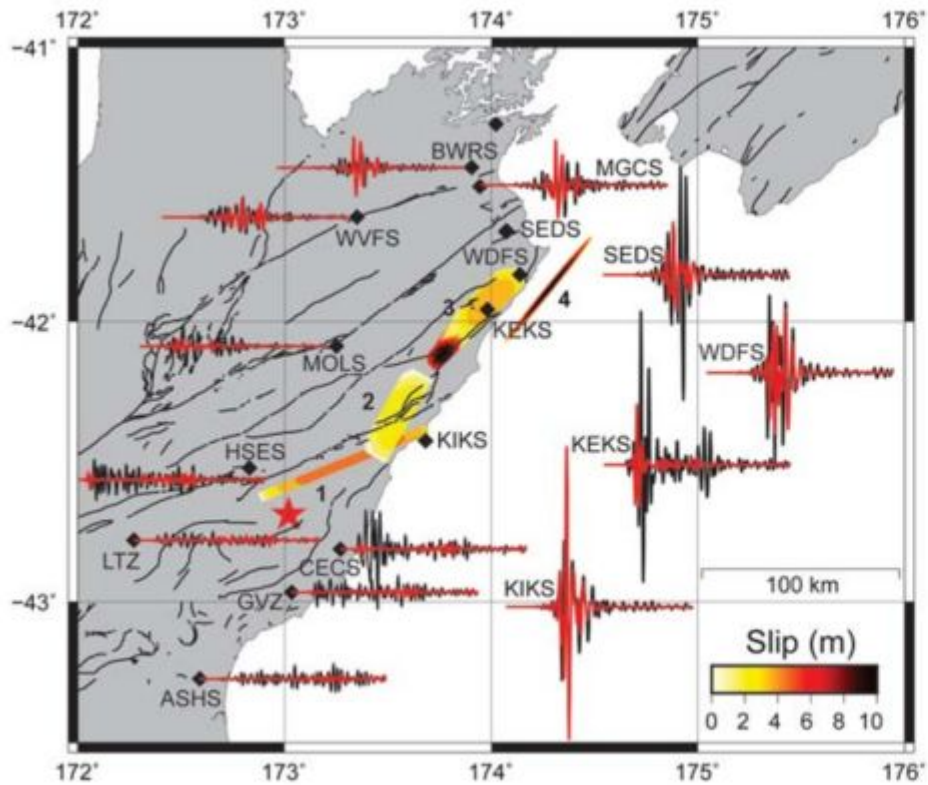 172° 173° 174° 175° 176°
−41°
BWRS
MGCS
WVFS
SEDS
SEDS
WDFS
4
3
−42°
KEKS
WDFS
MOLS
2
HSES
KIKS
KEKS
1
LTZ
CECS
100 km
GVZ
KIKS
−43°
Slip (m)
ASHS
0 2 4 6 8 10
172° 173° 174° 175° 176°